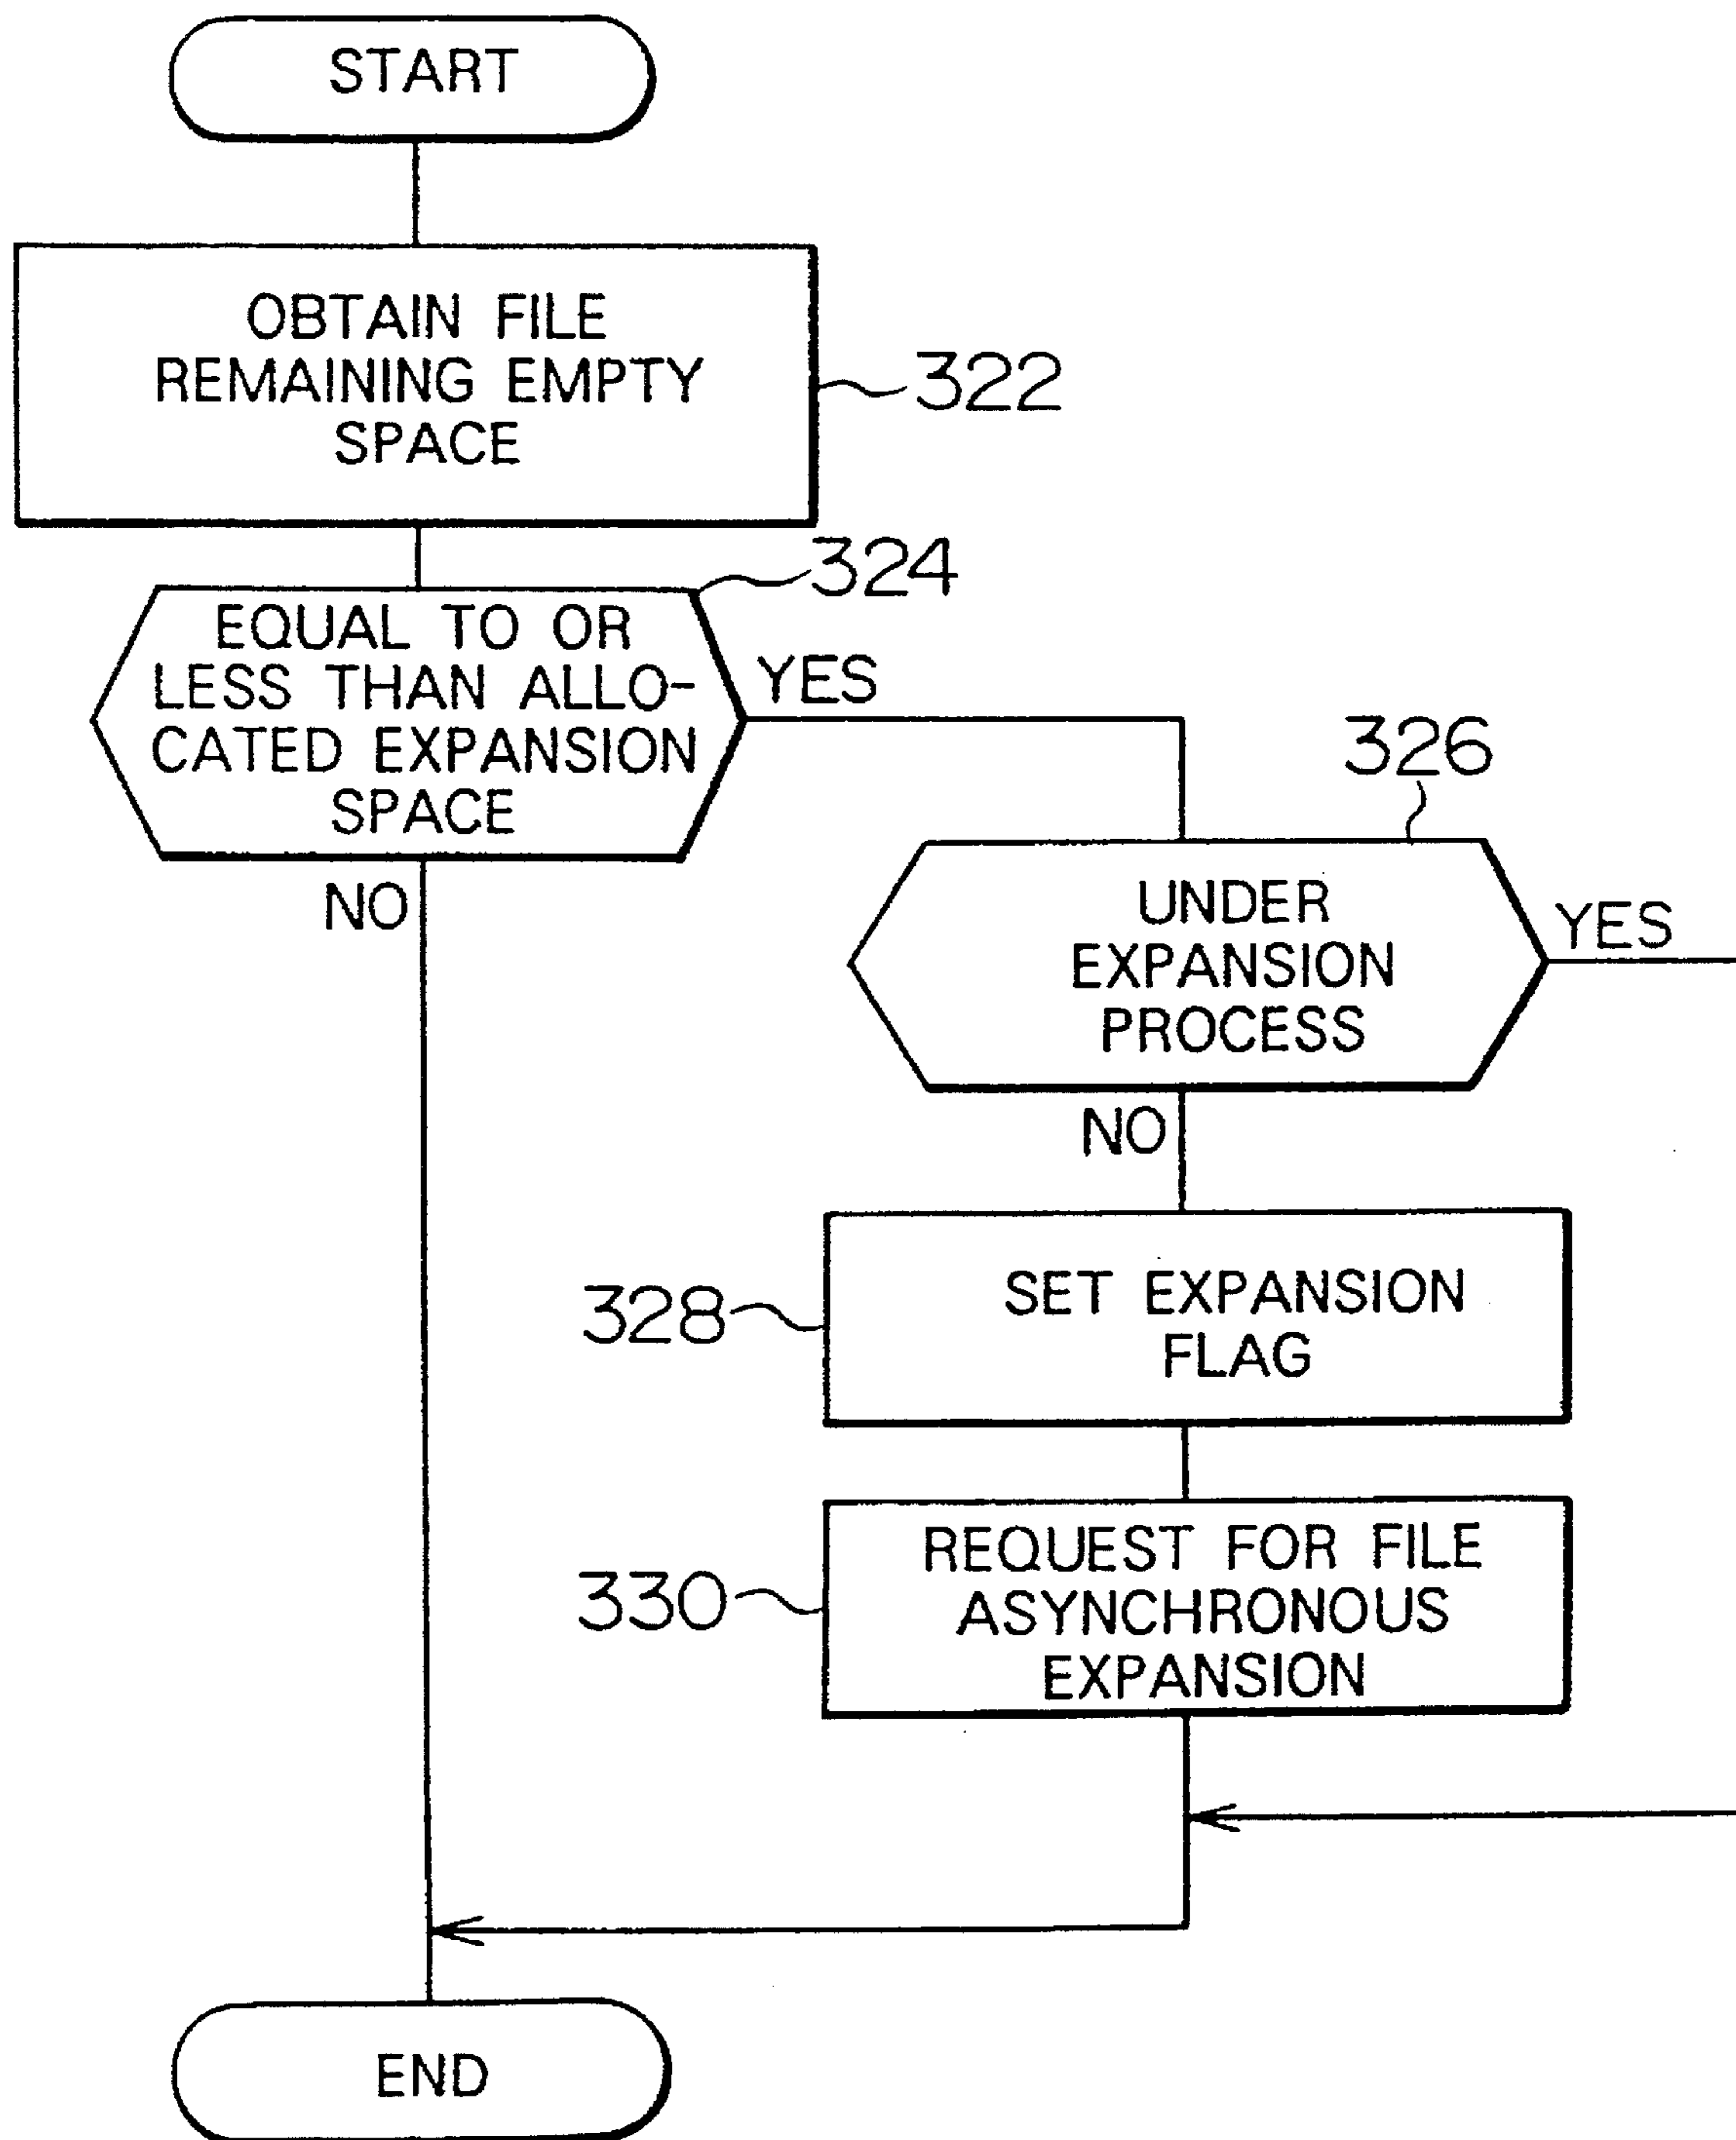 START
OBTAIN FILE
REMAINING EMPTY
SPACE
322
324
EQUAL TO OR
LESS THAN ALLO-
CATED EXPANSION
SPACE
YES
NO
326
UNDER
EXPANSION
PROCESS
YES
NO
328
SET EXPANSION
FLAG
330
REQUEST FOR FILE
ASYNCHRONOUS
EXPANSION
END